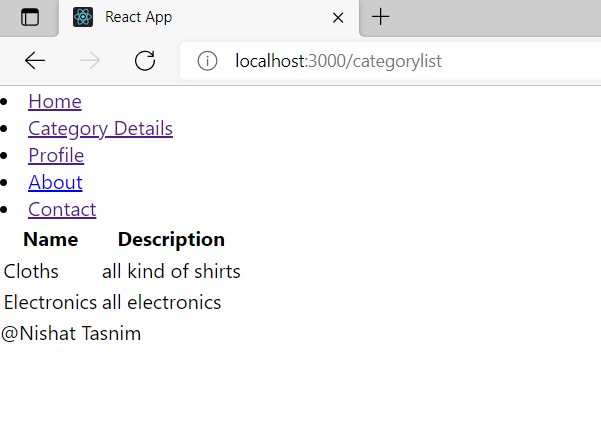 React App
localhost:3000/categorylist
Home
Category Details
Profile
About
Contact
Name Description
Cloths all kind of shirts
Electronics all electronics
@Nishat Tasnim